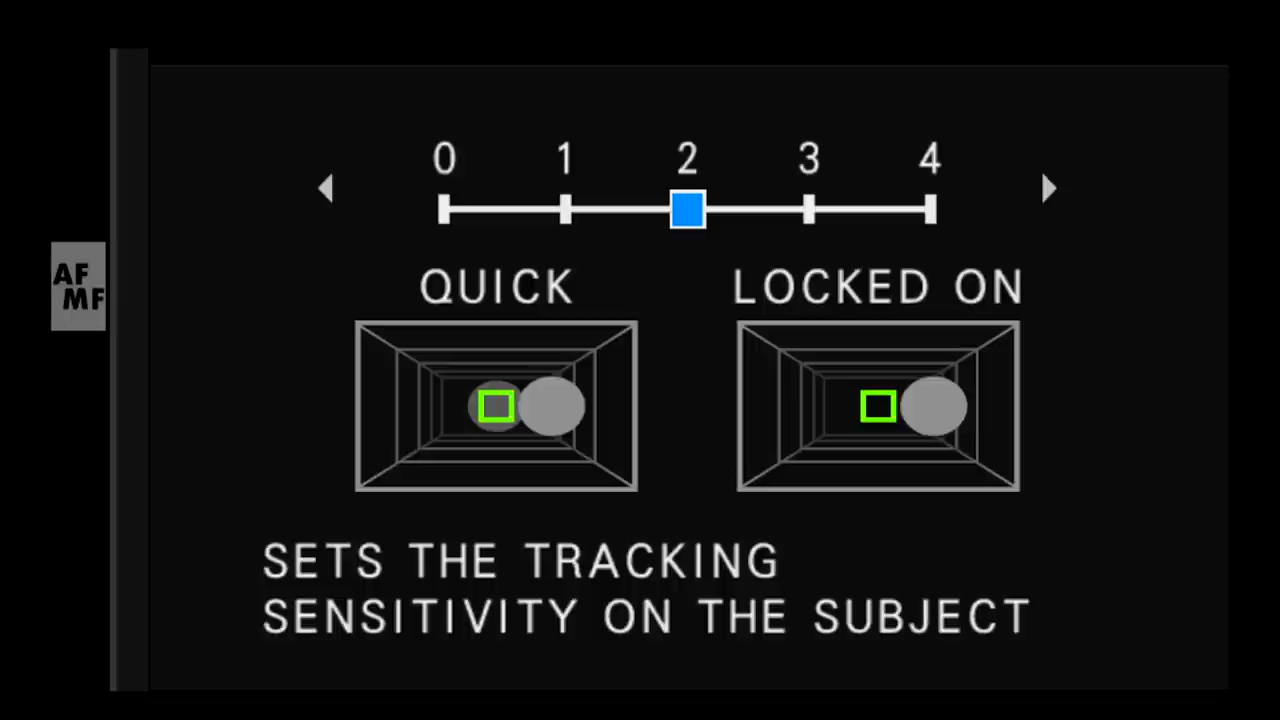 0 1 2 3 4
QUICK LOCKED ON
AF
MF
SETS THE TRACKING
SENSITIVITY ON THE SUBJECT